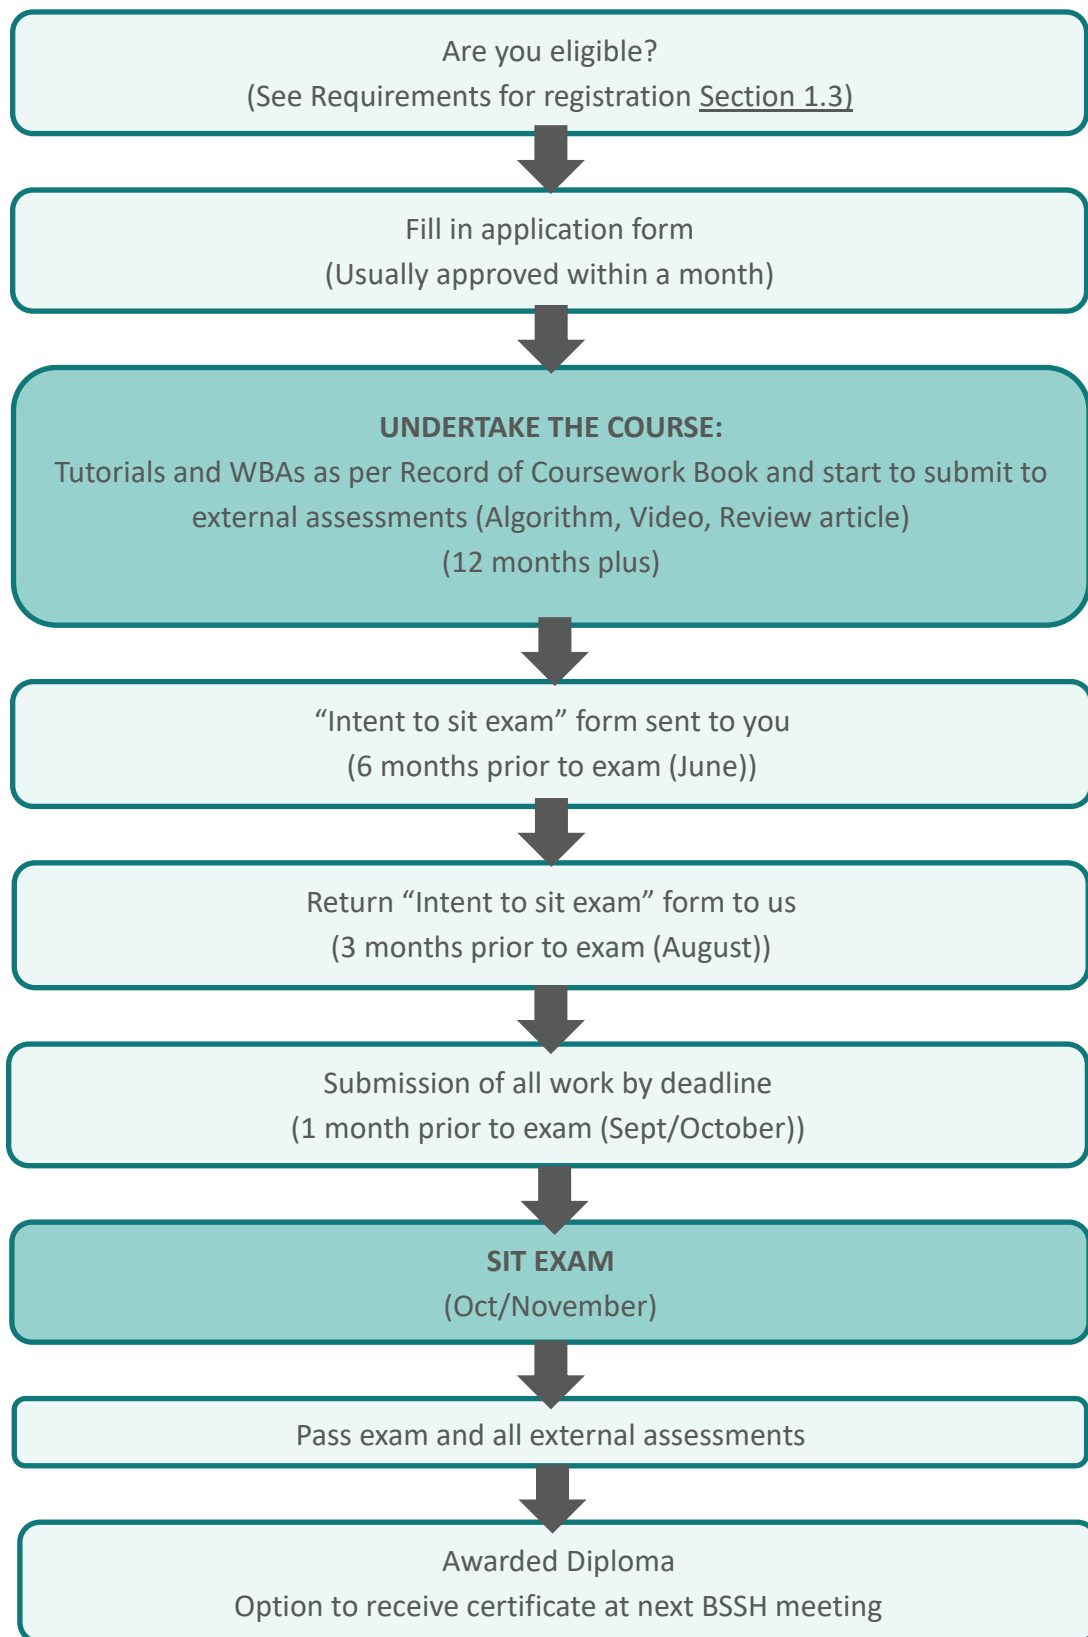 Are you eligible?
(See Requirements for registration Section 1.3)
Fill in application form
(Usually approved within a month)
UNDERTAKE THE COURSE:
Tutorials and WBAs as per Record of Coursework Book and start to submit to
external assessments (Algorithm, Video, Review article)
(12 months plus)
“Intent to sit exam” form sent to you
(6 months prior to exam (June))
Return “Intent to sit exam” form to us
(3 months prior to exam (August))
Submission of all work by deadline
(1 month prior to exam (Sept/October))
SIT EXAM
(Oct/November)
Pass exam and all external assessments
Awarded Diploma
Option to receive certificate at next BSSH meeting